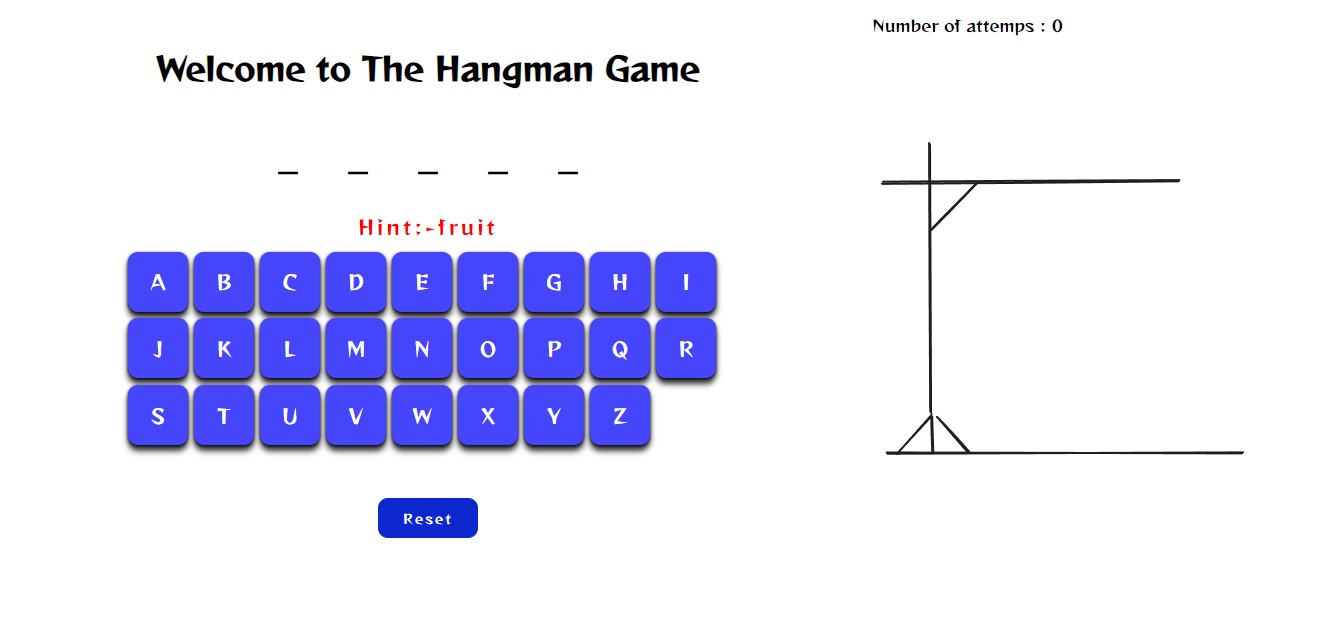 Number of attemps : 0
Welcome to The Hangman Game
_ _ _ _ _
Hint:-fruit
A B C D E F G H I
J K L M N O P Q R
S T U V W X Y Z
Reset